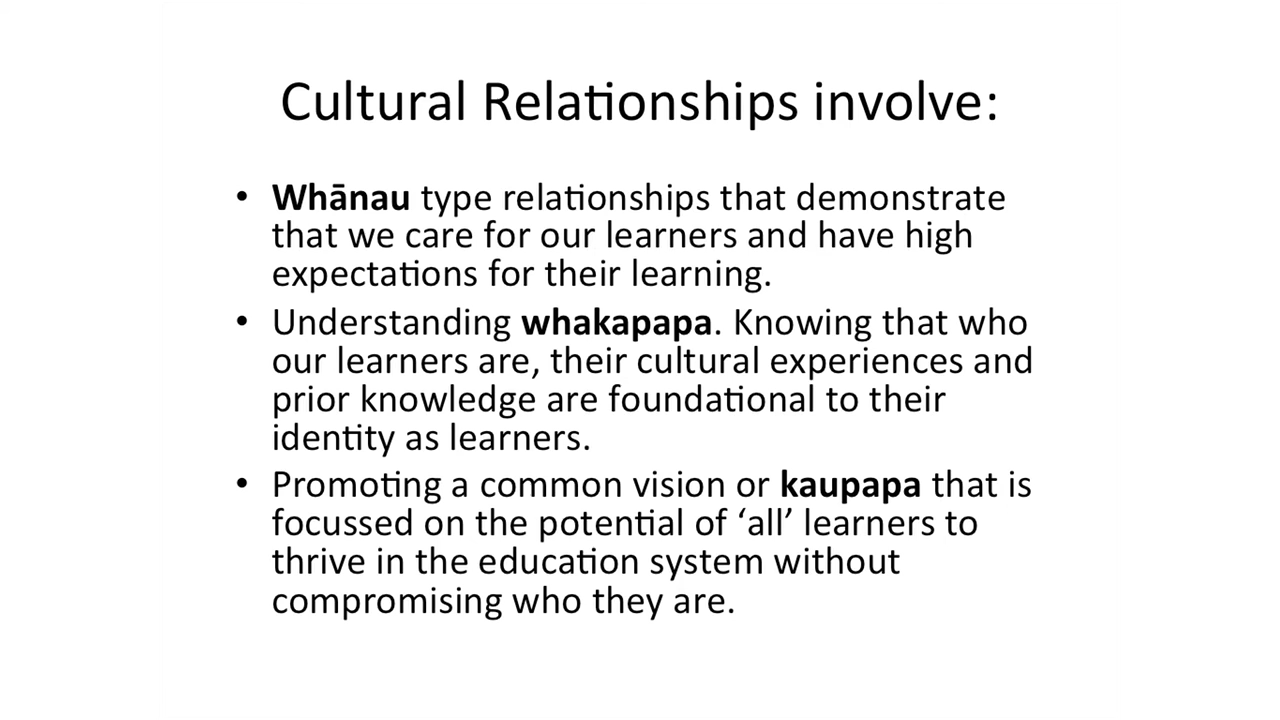 Cultural Relationships involve:
• Whānau type relationships that demonstrate
that we care for our learners and have high
expectations for their learning.
• Understanding whakapapa. Knowing that who
our learners are, their cultural experiences and
prior knowledge are foundational to their
identity as learners.
• Promoting a common vision or kaupapa that is
focussed on the potential of ‘all’ learners to
thrive in the education system without
compromising who they are.